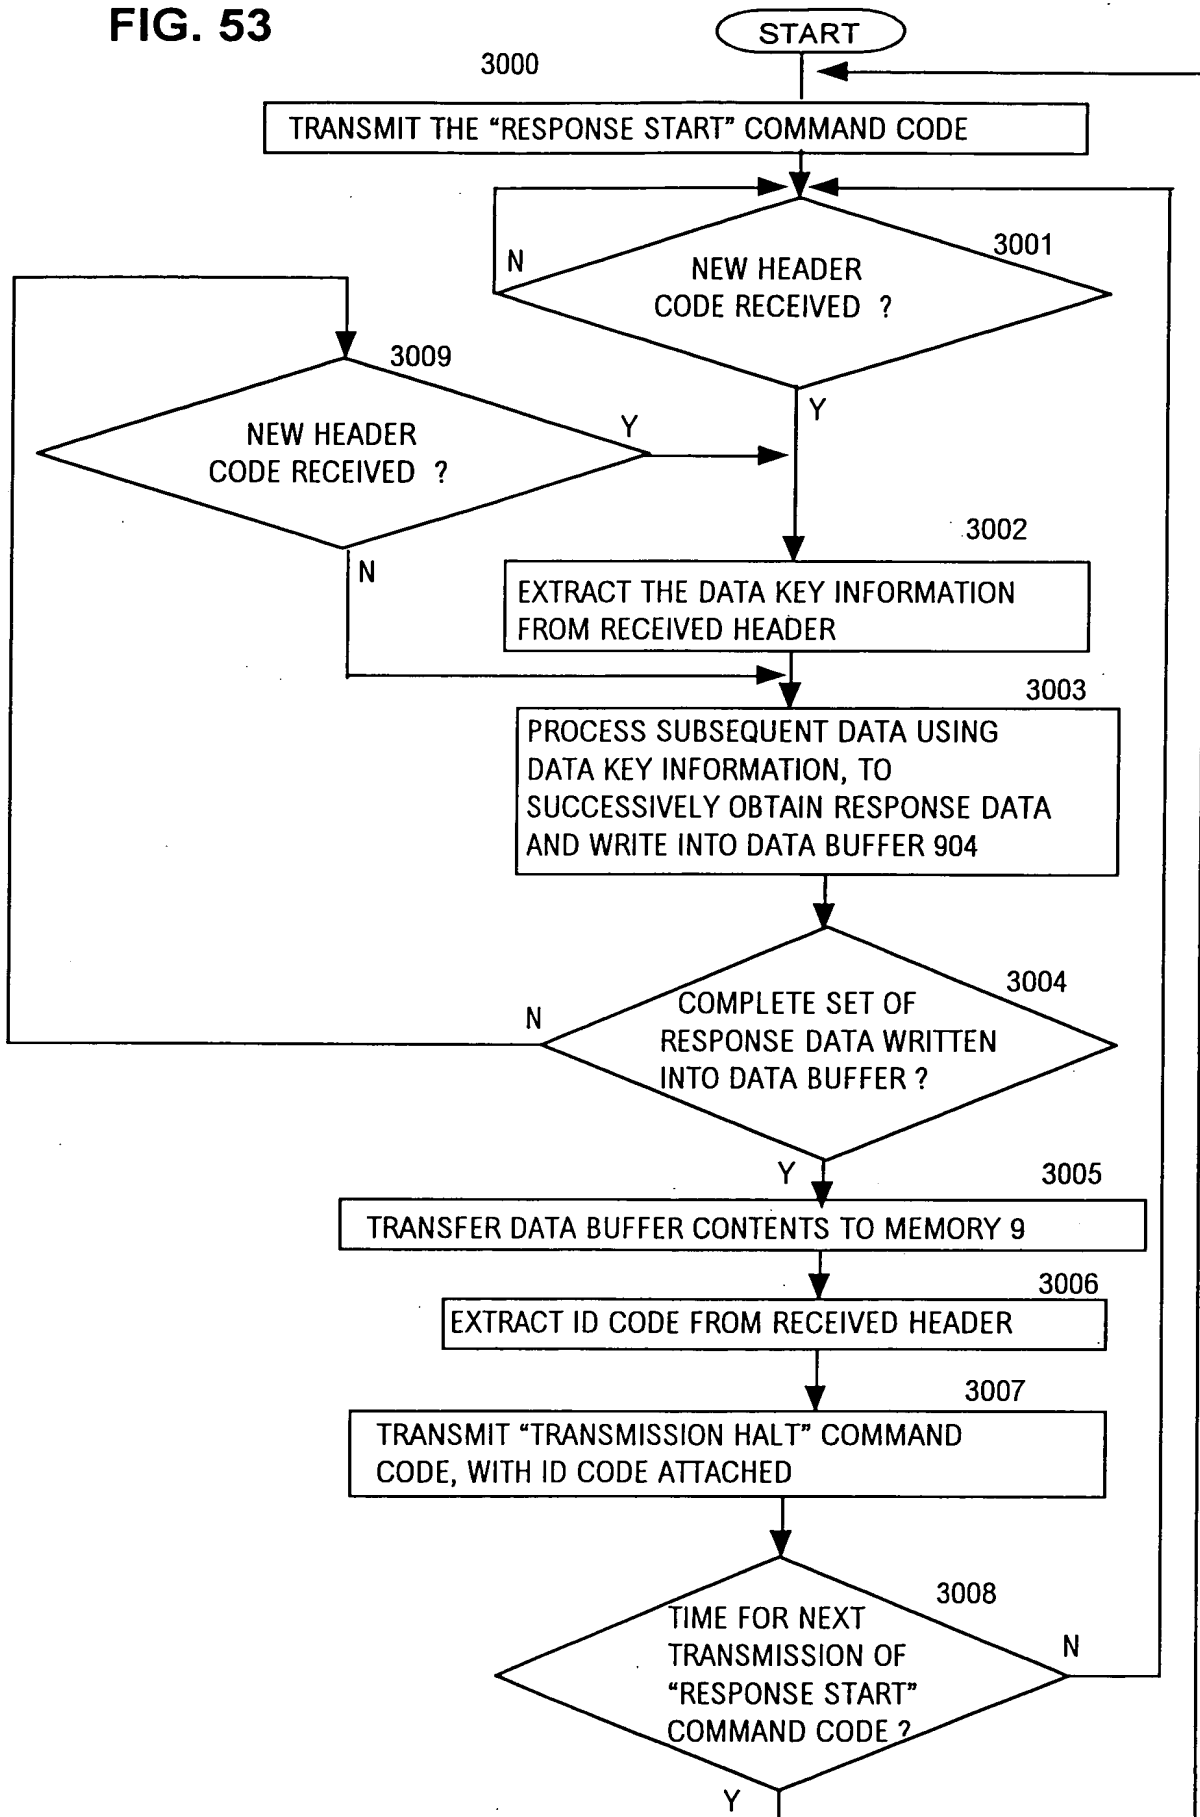 FIG. 53
START
3000
TRANSMIT THE “RESPONSE START” COMMAND CODE
3001
N
NEW HEADER
CODE RECEIVED ?
Y
3009
NEW HEADER
CODE RECEIVED ?
Y
N
3002
EXTRACT THE DATA KEY INFORMATION
FROM RECEIVED HEADER
3003
PROCESS SUBSEQUENT DATA USING
DATA KEY INFORMATION, TO
SUCCESSIVELY OBTAIN RESPONSE DATA
AND WRITE INTO DATA BUFFER 904
3004
N
COMPLETE SET OF
RESPONSE DATA WRITTEN
INTO DATA BUFFER ?
Y
3005
TRANSFER DATA BUFFER CONTENTS TO MEMORY 9
3006
EXTRACT ID CODE FROM RECEIVED HEADER
3007
TRANSMIT “TRANSMISSION HALT” COMMAND
CODE, WITH ID CODE ATTACHED
3008
TIME FOR NEXT
TRANSMISSION OF
“RESPONSE START”
COMMAND CODE ?
N
Y